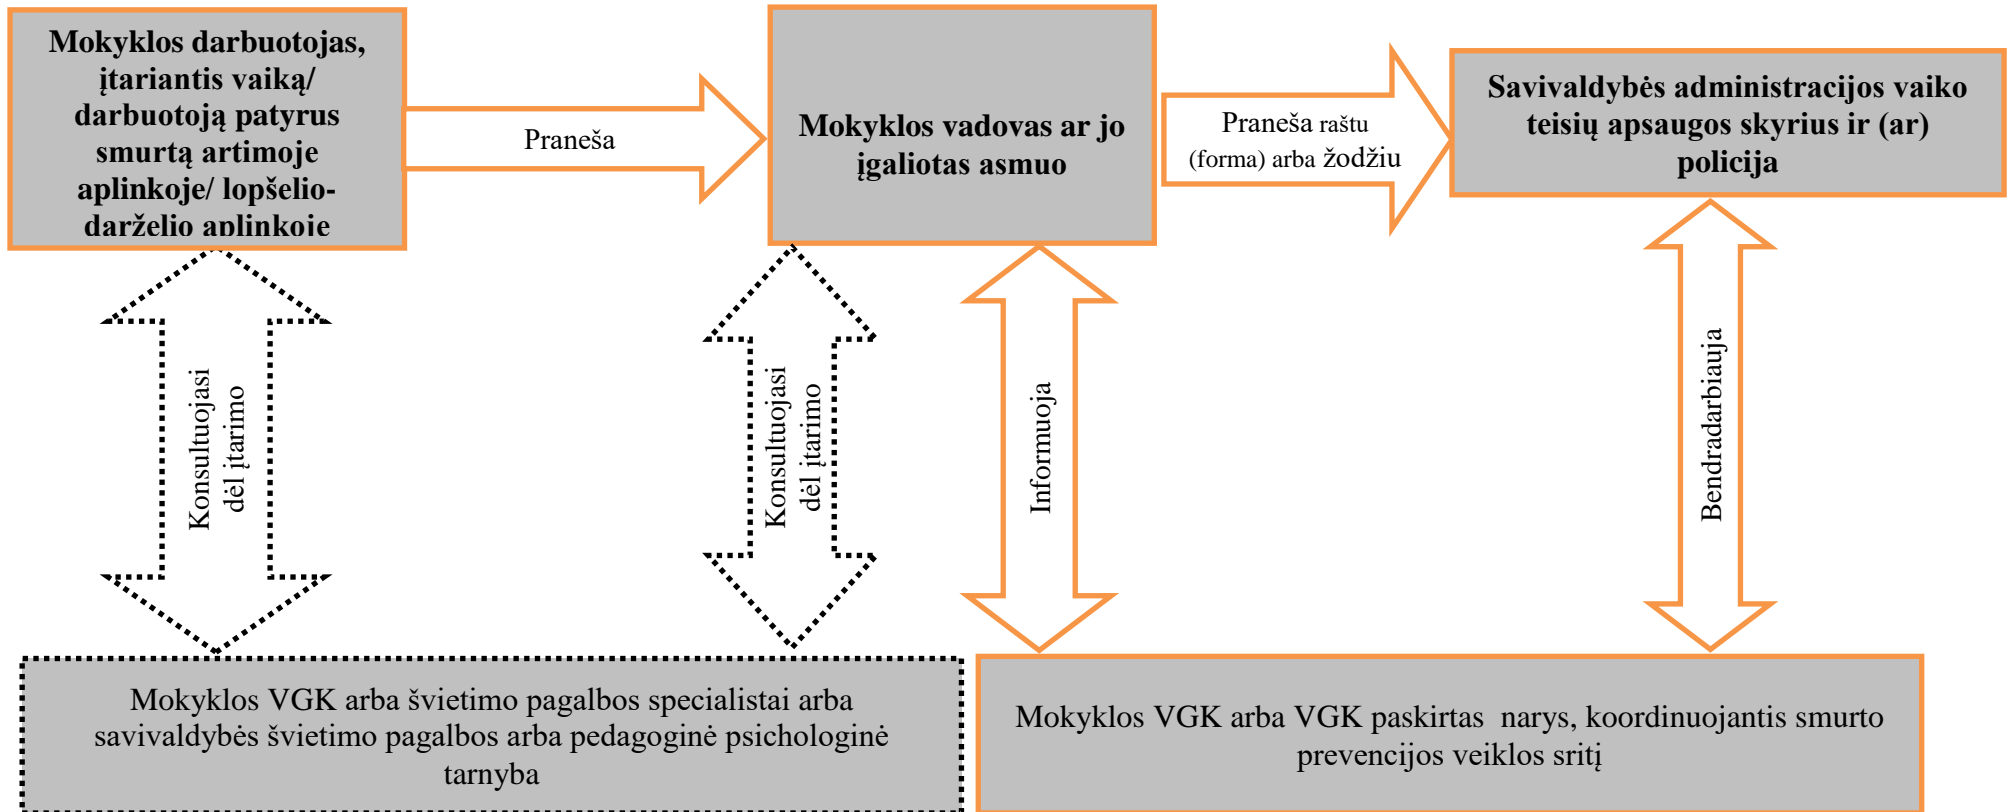 Mokyklos darbuotojas,
įtariantis vaiką/
darbuotoją patyrus
smurtą artimoje
aplinkoje/ lopšelio-
darželio aplinkoje
Praneša
Mokyklos vadovas ar jo
įgaliotas asmuo
Praneša raštu
(forma) arba žodžiu
Savivaldybės administracijos vaiko
teisių apsaugos skyrius ir (ar)
policija
Konsultuojasi
dėl įtarimo
Konsultuojasi
dėl įtarimo
Informuoja
Bendradarbiauja
Mokyklos VGK arba švietimo pagalbos specialistai arba
savivaldybės švietimo pagalbos arba pedagoginė psichologinė
tarnyba
Mokyklos VGK arba VGK paskirtas  narys, koordinuojantis smurto
prevencijos veiklos sritį